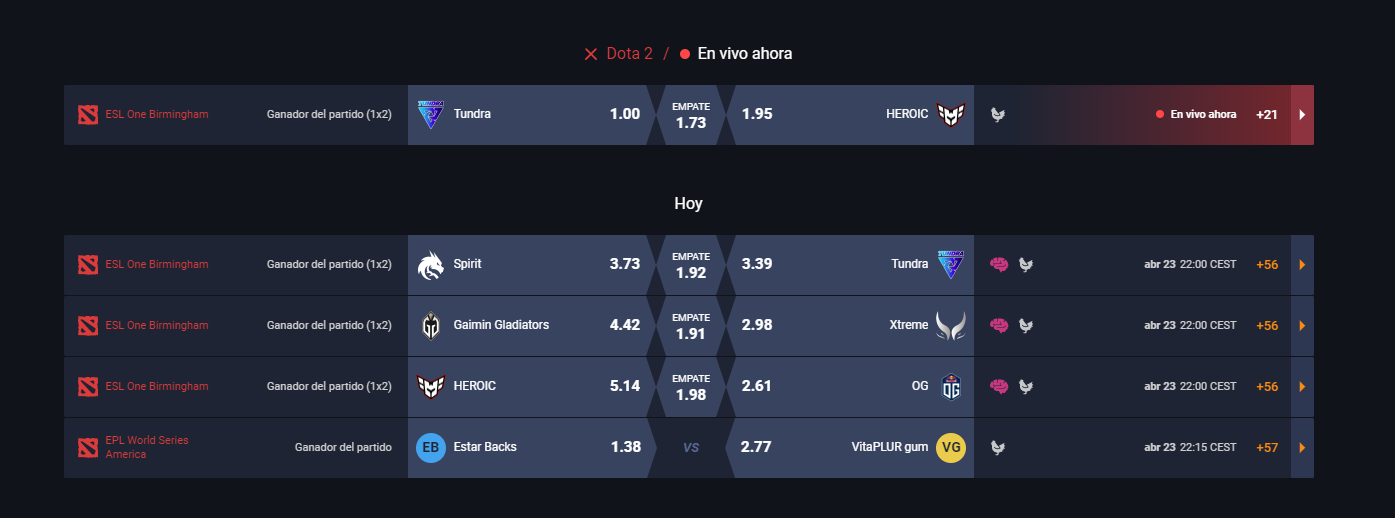 Dota 2 / En vivo ahora
ESL One Birmingham Ganador del partido (1x2) TUNDRA Tundra 1.00 EMPATE 1.73 1.95 HEROIC En vivo ahora +21
Hoy
ESL One Birmingham Ganador del partido (1x2) Spirit 3.73 EMPATE 1.92 3.39 Tundra TUNDRA abr 23 22:00 CEST +56
ESL One Birmingham Ganador del partido (1x2) Gaimin Gladiators 4.42 EMPATE 1.91 2.98 Xtreme abr 23 22:00 CEST +56
ESL One Birmingham Ganador del partido (1x2) HEROIC 5.14 EMPATE 1.98 2.61 OG OG abr 23 22:00 CEST +56
EPL World Series America Ganador del partido EB Estar Backs 1.38 VS 2.77 VitaPLUR gum VG abr 23 22:15 CEST +57